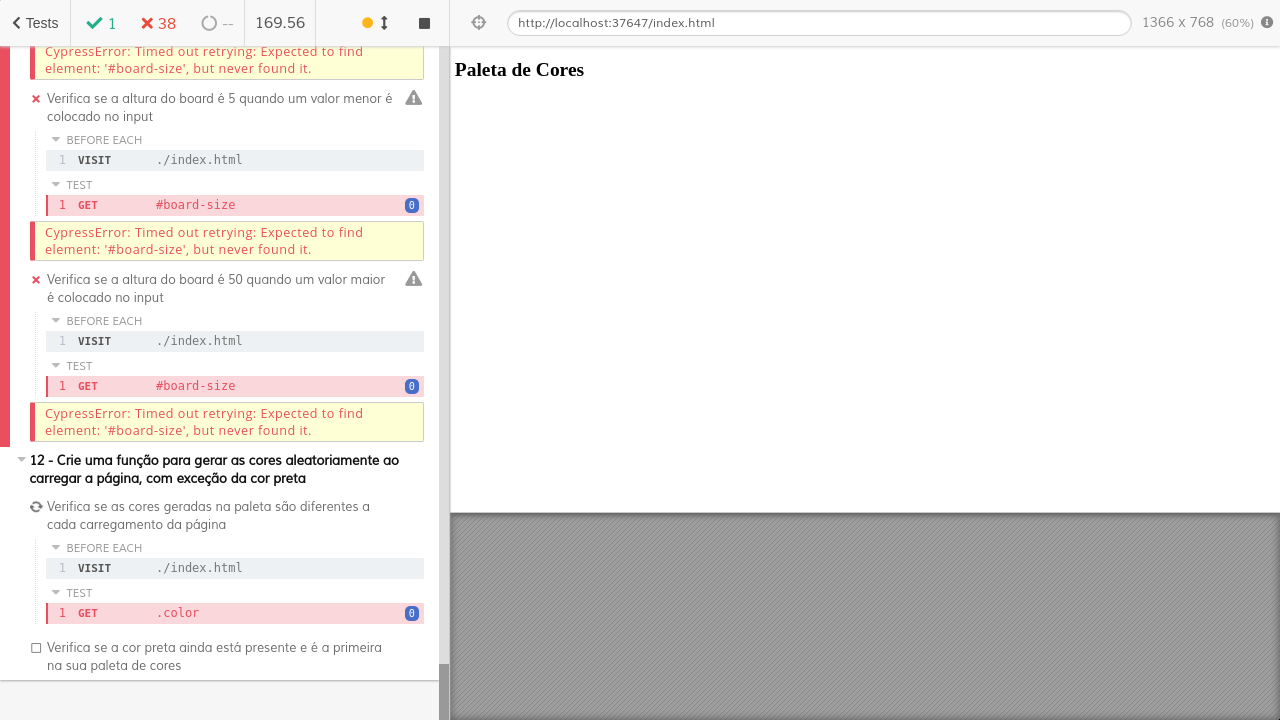 Tests 1 38 -- 169.56 http://localhost:37647/index.html 1366 x 768 (60%)
CypressError: Timed out retrying: Expected to find
element: '#board-size', but never found it.
Verifica se a altura do board é 5 quando um valor menor é
colocado no input
BEFORE EACH
1 VISIT ./index.html
TEST
1 GET #board-size 0
CypressError: Timed out retrying: Expected to find
element: '#board-size', but never found it.
Verifica se a altura do board é 50 quando um valor maior
é colocado no input
BEFORE EACH
1 VISIT ./index.html
TEST
1 GET #board-size 0
CypressError: Timed out retrying: Expected to find
element: '#board-size', but never found it.
12 - Crie uma função para gerar as cores aleatoriamente ao
carregar a página, com exceção da cor preta
Verifica se as cores geradas na paleta são diferentes a
cada carregamento da página
BEFORE EACH
1 VISIT ./index.html
TEST
1 GET .color 0
Verifica se a cor preta ainda está presente e é a primeira
na sua paleta de cores
Paleta de Cores